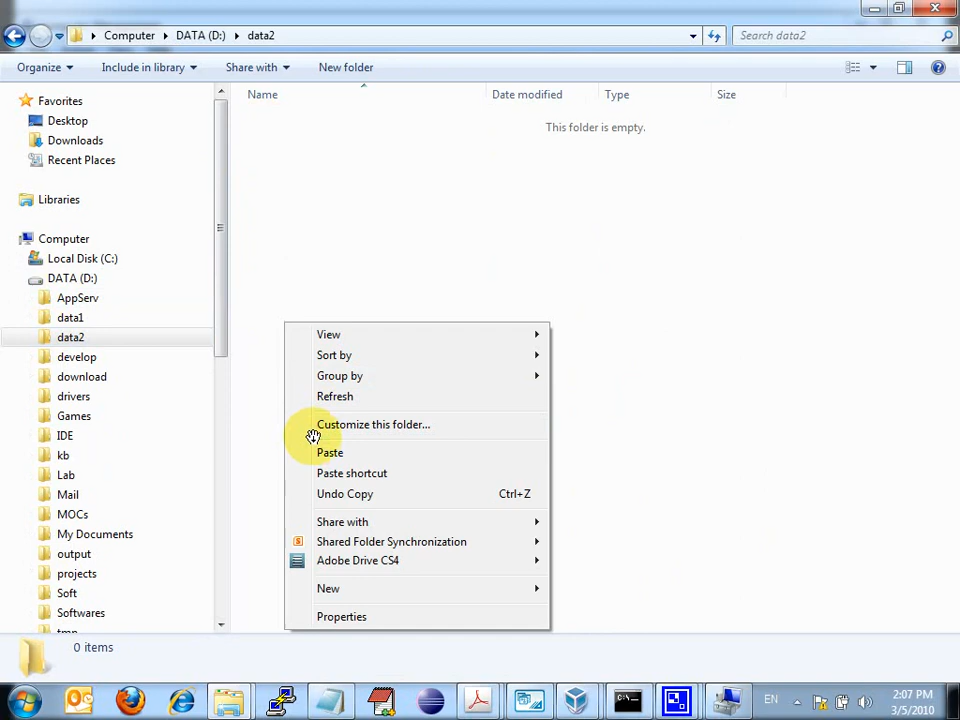 Computer DATA (D:) data2
Search data2
Organize Include in library Share with New folder
Favorites
Desktop
Downloads
Recent Places
Libraries
Computer
Local Disk (C:)
DATA (D:)
AppServ
data1
data2
develop
download
drivers
Games
IDE
kb
Lab
Mail
MOCs
My Documents
output
projects
Soft
Softwares
tmp
Name Date modified Type Size
This folder is empty.
View
Sort by
Group by
Refresh
Customize this folder...
Paste
Paste shortcut
Undo Copy Ctrl+Z
Share with
Shared Folder Synchronization
Adobe Drive CS4
New
Properties
0 items
EN
2:07 PM
3/5/2010